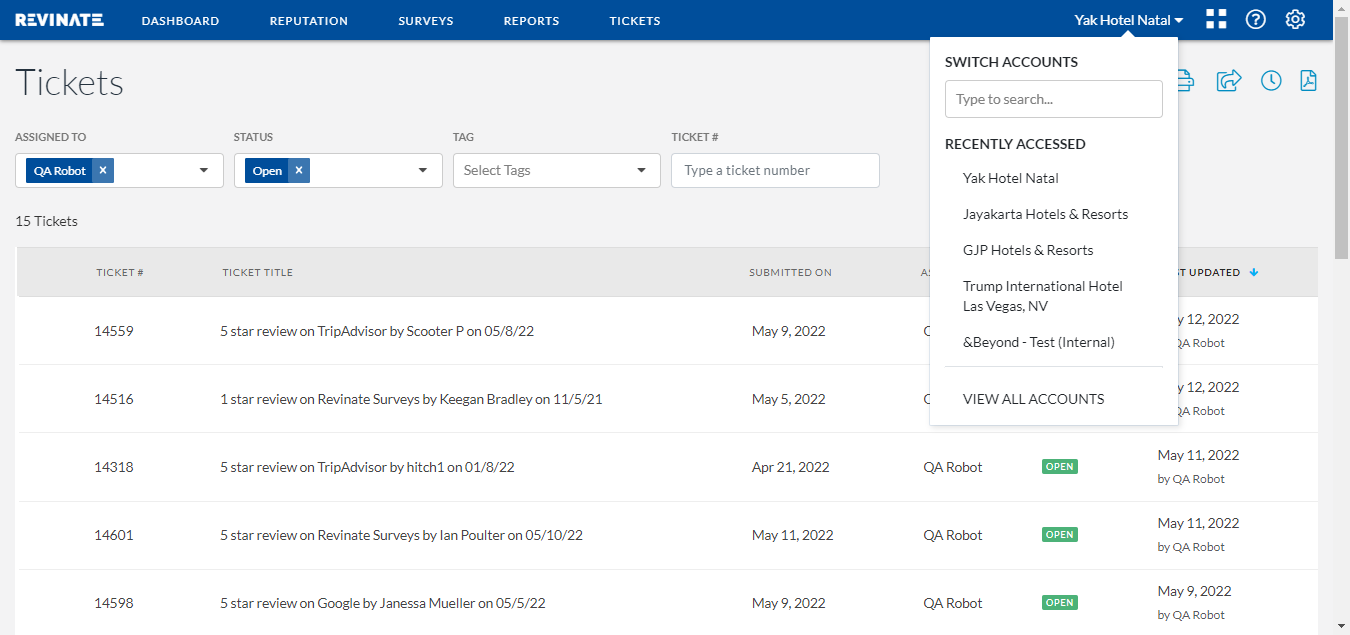 REVINATE DASHBOARD REPUTATION SURVEYS REPORTS TICKETS Yak Hotel Natal
SWITCH ACCOUNTS
Type to search...
RECENTLY ACCESSED
Yak Hotel Natal
Jayakarta Hotels & Resorts
GJP Hotels & Resorts
Trump International Hotel
Las Vegas, NV
&Beyond - Test (Internal)
VIEW ALL ACCOUNTS
Tickets
ASSIGNED TO STATUS TAG TICKET #
QA Robot × Open × Select Tags Type a ticket number
15 Tickets
TICKET # TICKET TITLE SUBMITTED ON UPDATED
14559 5 star review on TripAdvisor by Scooter P on 05/8/22 May 9, 2022 12, 2022
QA Robot
14516 1 star review on Revinate Surveys by Keegan Bradley on 11/5/21 May 5, 2022 12, 2022
QA Robot
14318 5 star review on TripAdvisor by hitch1 on 01/8/22 Apr 21, 2022 QA Robot OPEN May 11, 2022
by QA Robot
14601 5 star review on Revinate Surveys by Ian Poulter on 05/10/22 May 11, 2022 QA Robot OPEN May 11, 2022
by QA Robot
14598 5 star review on Google by Janessa Mueller on 05/5/22 May 9, 2022 QA Robot OPEN May 9, 2022
by QA Robot